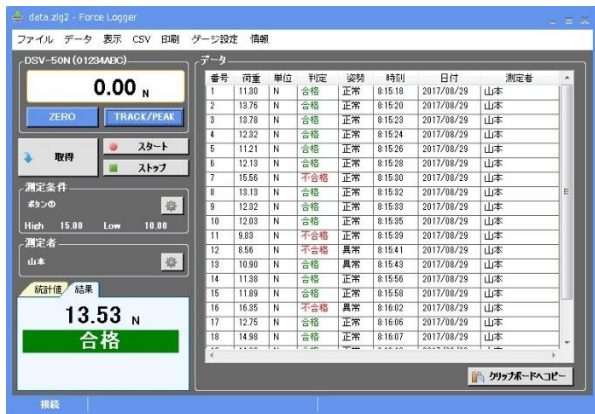 data.zlg2 - Force Logger
ファイル データ 表示 CSV 印刷 ゲージ設定 情報
DSV-50N (01234ABC)
0.00 N
ZERO TRACK/PEAK
取得
スタート
ストップ
測定条件
ボタンの
High 15.00 Low 10.00
測定者
山本
統計値 結果
13.53 N
合格
データ
番号 荷重 単位 判定 姿勢 時刻 日付 測定者
1 11.30 N 合格 正常 8:15:18 2017/08/29 山本
2 13.76 N 合格 正常 8:15:20 2017/08/29 山本
3 13.78 N 合格 正常 8:15:23 2017/08/29 山本
4 12.32 N 合格 正常 8:15:24 2017/08/29 山本
5 11.21 N 合格 正常 8:15:26 2017/08/29 山本
6 12.13 N 合格 正常 8:15:28 2017/08/29 山本
7 15.56 N 不合格 正常 8:15:30 2017/08/29 山本
8 13.13 N 合格 正常 8:15:32 2017/08/29 山本
9 12.32 N 合格 正常 8:15:33 2017/08/29 山本
10 12.03 N 合格 正常 8:15:35 2017/08/29 山本
11 9.83 N 不合格 正常 8:15:39 2017/08/29 山本
12 8.56 N 不合格 異常 8:15:41 2017/08/29 山本
13 10.90 N 合格 異常 8:15:43 2017/08/29 山本
14 11.38 N 合格 正常 8:15:56 2017/08/29 山本
15 11.89 N 合格 正常 8:15:58 2017/08/29 山本
16 16.35 N 不合格 異常 8:16:02 2017/08/29 山本
17 12.75 N 合格 正常 8:16:06 2017/08/29 山本
18 14.98 N 合格 正常 8:16:07 2017/08/29 山本
クリップボードへコピー
接続